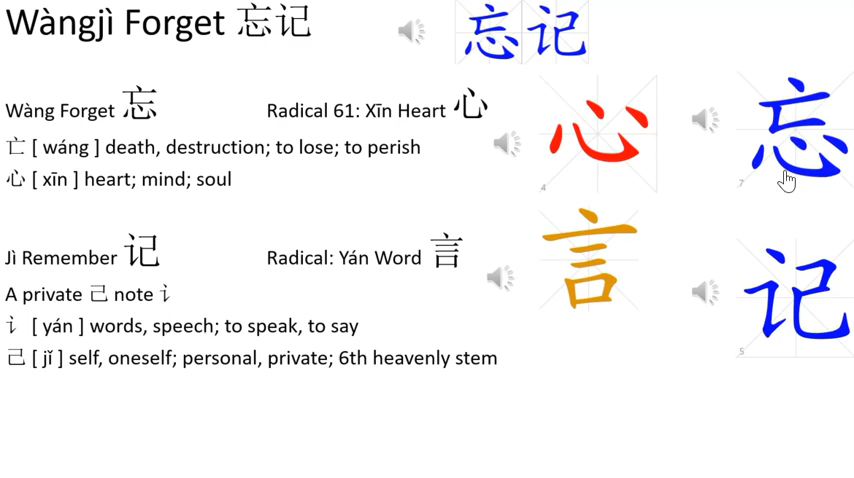 Wàngjì Forget 忘记
忘记
Wàng Forget 忘
Radical 61: Xīn Heart 心
心
4
忘
7
亡 [ wáng ] death, destruction; to lose; to perish
心 [ xīn ] heart; mind; soul
Jì Remember 记
Radical: Yán Word 言
言
记
5
A private 己 note 讠
讠 [ yán ] words, speech; to speak, to say
己 [ jǐ ] self, oneself; personal, private; 6th heavenly stem